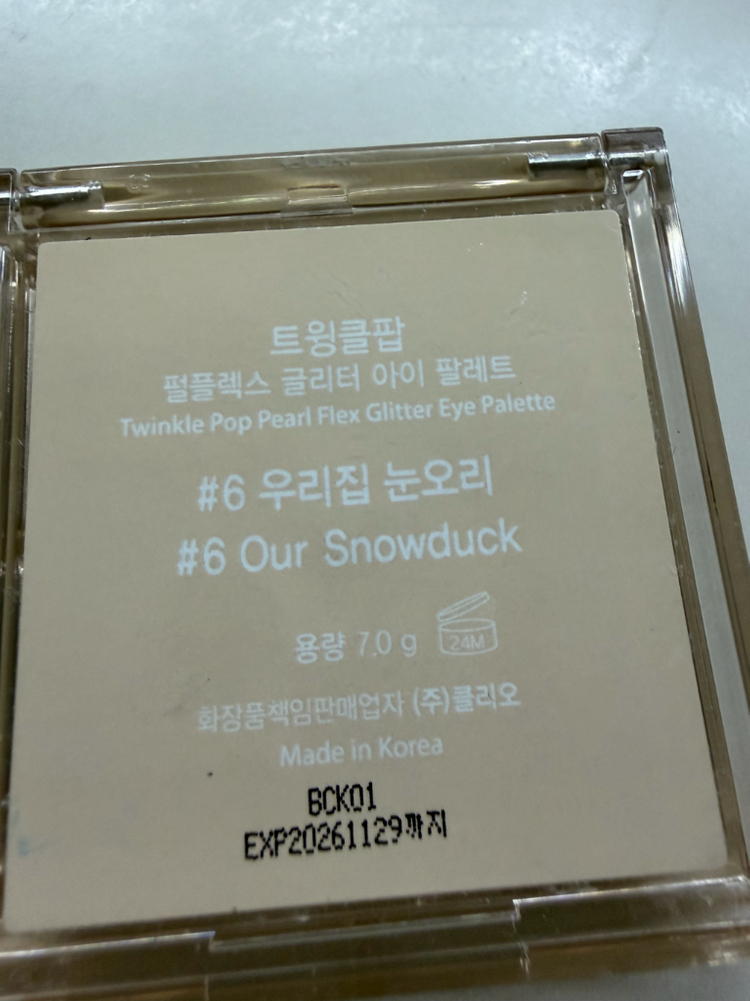 트윙클팝
펄플렉스 글리터 아이 팔레트
Twinkle Pop Pearl Flex Glitter Eye Palette
#6 우리집 눈오리
#6 Our Snowduck
용량 7.0 g 24M
화장품책임판매업자 (주)클리오
Made in Korea
BCK01
EXP20261129까지